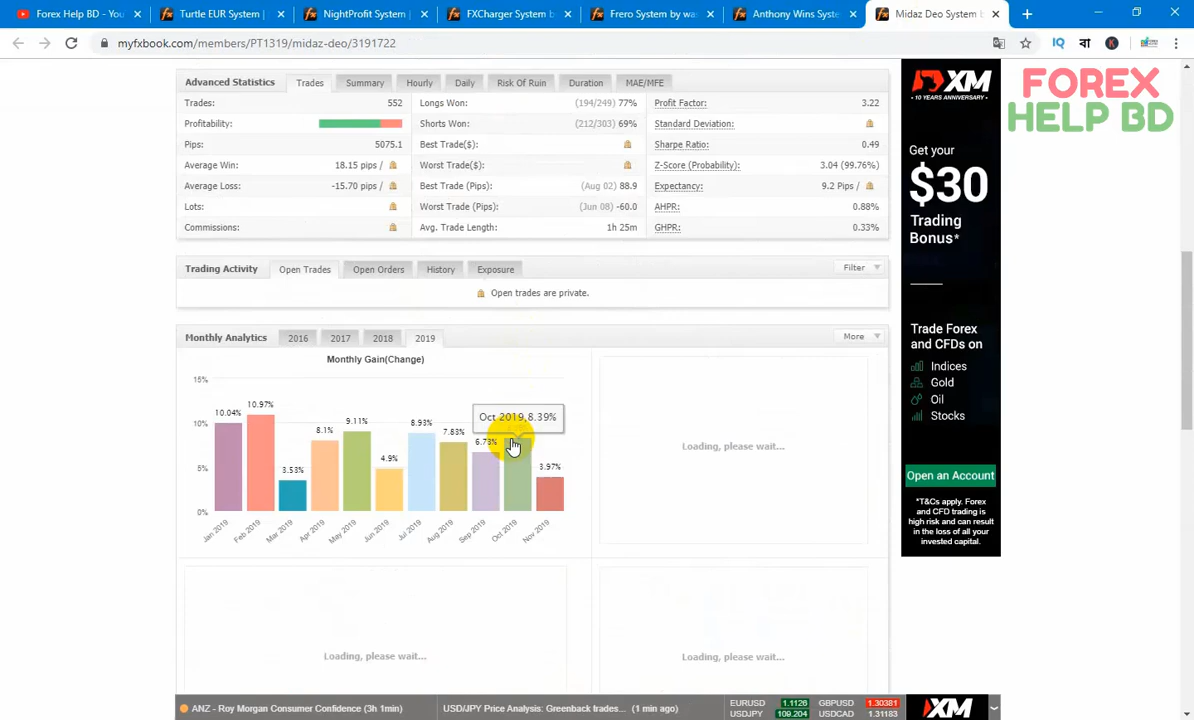 Forex Help BD - You
Turtle EUR System |
NightProfit System |
FXCharger System b
Frero System by wa
Anthony Wins Syste
Midaz Deo System b
myfxbook.com/members/PT1319/midaz-deo/3191722
FOREX
HELP BD
Advanced Statistics Trades Summary Hourly Daily Risk Of Ruin Duration MAE/MFE
Trades: 552 Longs Won: (194/249) 77% Profit Factor: 3.22
Profitability: Shorts Won: (212/303) 69% Standard Deviation:
Pips: 5075.1 Best Trade($): Sharpe Ratio: 0.49
Average Win: 18.15 pips / Worst Trade($): Z-Score (Probability): 3.04 (99.76%)
Average Loss: -15.70 pips / Best Trade (Pips): (Aug 02) 88.9 Expectancy: 9.2 Pips /
Lots: Worst Trade (Pips): (Jun 08) -60.0 AHPR: 0.88%
Commissions: Avg. Trade Length: 1h 25m GHPR: 0.33%
Trading Activity Open Trades Open Orders History Exposure Filter
Open trades are private.
Monthly Analytics 2016 2017 2018 2019 More
Monthly Gain(Change)
15%
10%
5%
0%
10.04% 10.97% 3.53% 8.1% 9.11% 4.9% 8.93% 7.83% 6.73% 3.97%
Oct 2019,8.39%
Jan 2019 Feb 2019 Mar 2019 Apr 2019 May 2019 Jun 2019 Jul 2019 Aug 2019 Sep 2019 Oct 2019 Nov 2019
Loading, please wait...
Loading, please wait...
Loading, please wait...
XM
10 YEARS ANNIVERSARY
Get your
$30
Trading
Bonus*
Trade Forex
and CFDs on
Indices
Gold
Oil
Stocks
Open an Account
*T&Cs apply. Forex
and CFD trading is
high risk and can result
in the loss of all your
invested capital.
ANZ - Roy Morgan Consumer Confidence (3h 1min)
USD/JPY Price Analysis: Greenback trades... (1 min ago)
EURUSD 1.1126 GBPUSD 1.30381
USDJPY 109.204 USDCAD 1.31183
XM
IQ
বা
K